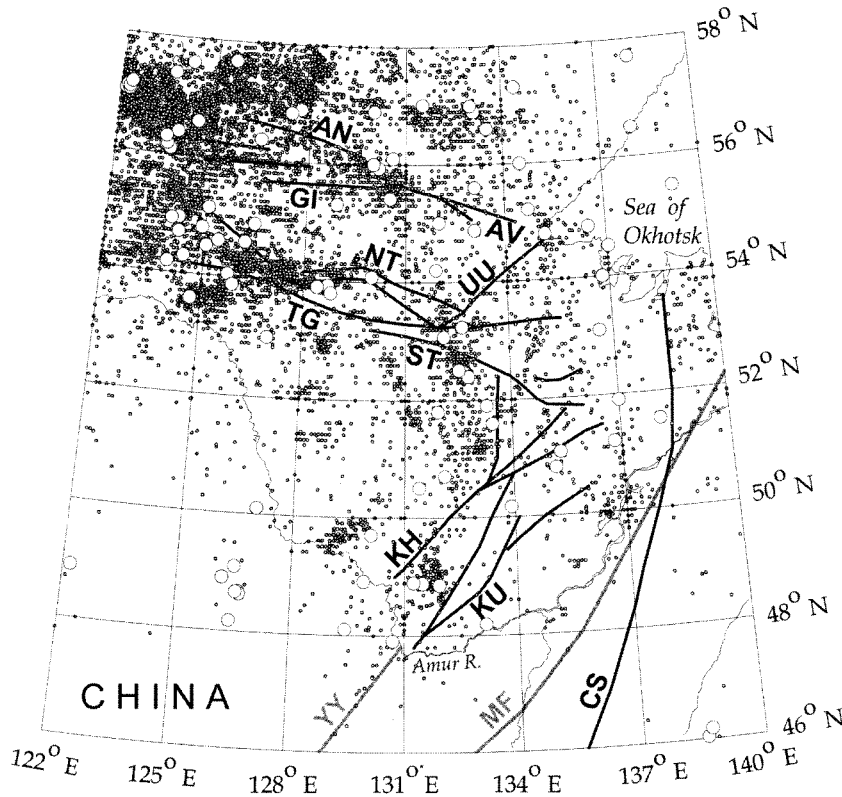 58° N
AN
56° N
GI
Sea of
Okhotsk
AV
NT
UU
54° N
TG
ST
52° N
50° N
KH
KU
48° N
Amur R.
CHINA
YY
MF
CS
46° N
122° E
125° E
128° E
131° E
134° E
137° E
140° E